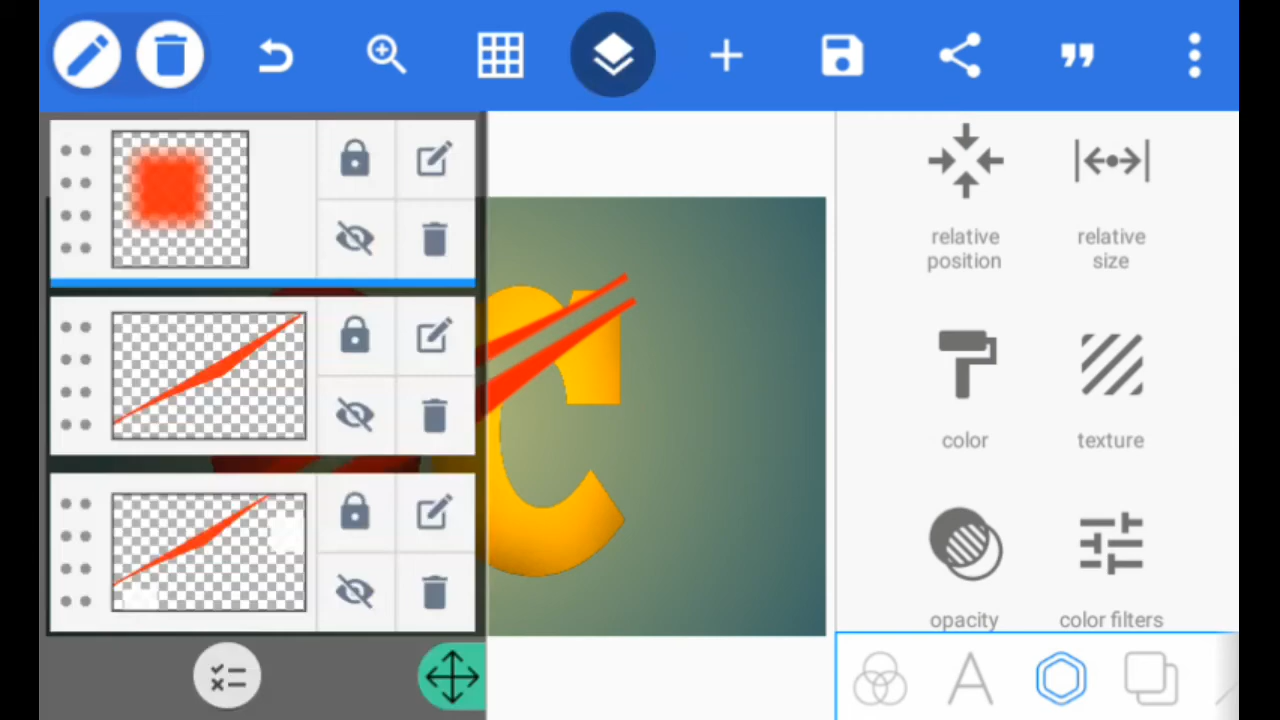 relative
position
relative
size
color
texture
opacity
color filters
C